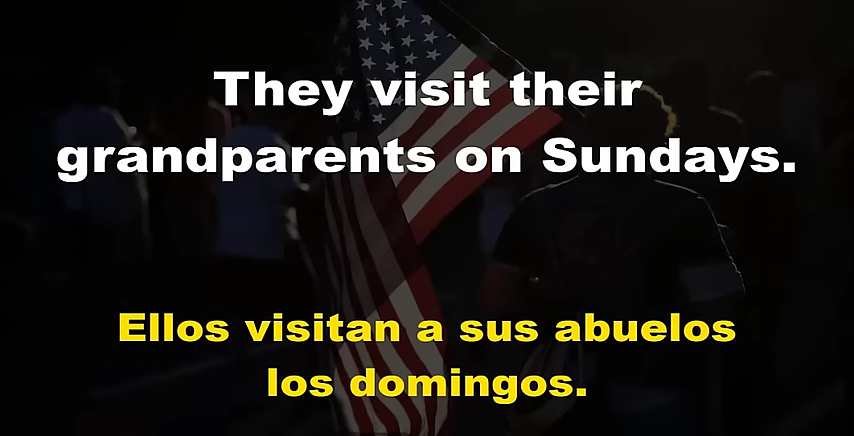 They visit their
grandparents on Sundays.
Ellos visitan a sus abuelos
los domingos.